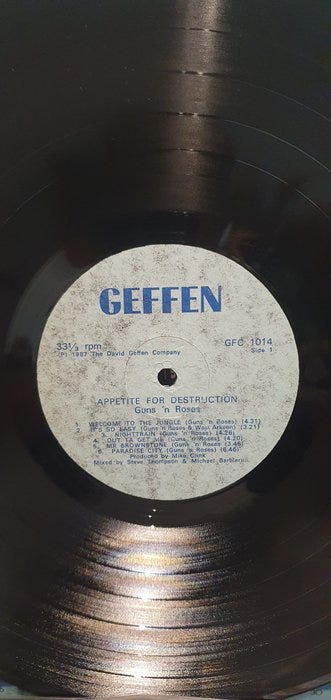 GEFFEN
33⅓ rpm GFC 1014
(P) 1987 The David Geffen Company Side 1
APPETITE FOR DESTRUCTION
Guns 'n Roses
1. WELCOME TO THE JUNGLE (Guns 'n Roses) (4.31)
2. IT'S SO EASY (Guns 'n Roses & West Arkeen) (3.21)
3. NIGHTRAIN (Guns 'n Roses) (4.26)
4. OUT TA GET ME (Guns 'n Roses) (4.20)
5. MR BROWNSTONE (Guns 'n Roses) (3.46)
6. PARADISE CITY (Guns 'n Roses) (6.46)
Produced by Mike Clink
Mixed by Steve Thompson & Michael Barbiero